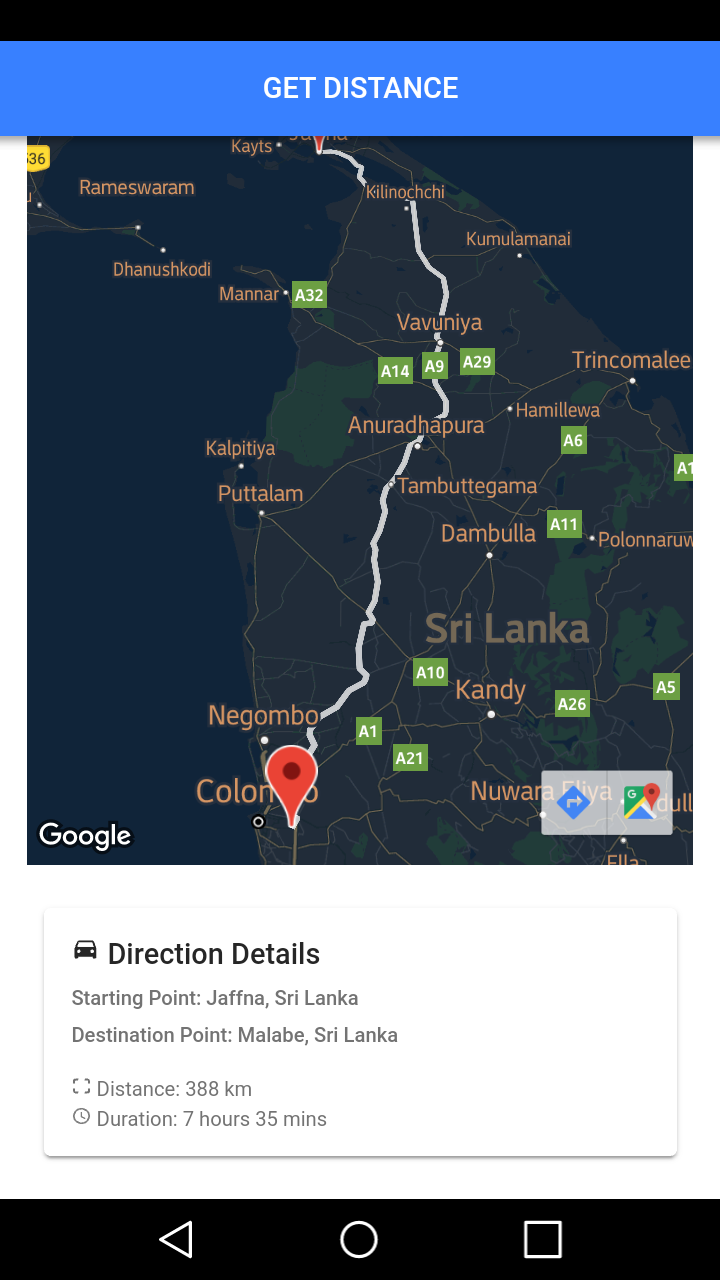 GET DISTANCE
Kayts
Rameswaram
Kilinochchi
Kumulamanai
Dhanushkodi
Mannar
A32
Vavuniya
A14
A9
A29
Trincomalee
Hamillewa
Anuradhapura
A6
Kalpitiya
Puttalam
Tambuttegama
A11
Dambulla
Polonnaruw
Sri Lanka
A10
Kandy
A5
A26
Negombo
A1
A21
Colombo
Nuwara Eliya
Ella
Google
Direction Details
Starting Point: Jaffna, Sri Lanka
Destination Point: Malabe, Sri Lanka
Distance: 388 km
Duration: 7 hours 35 mins